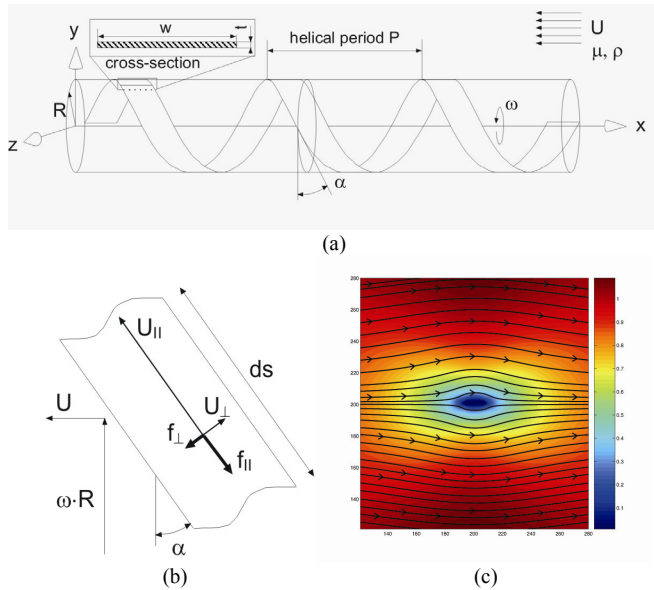 y
w
t
cross-section
helical period P
U
μ, ρ
R
ω
x
z
α
(a)
U||
ds
U
U⊥
f⊥
f||
ω·R
α
(b)
280
260
240
220
200
180
160
140
140 160 180 200 220 240 260 280
1
0.9
0.8
0.7
0.6
0.5
0.4
0.3
0.2
0.1
(c)